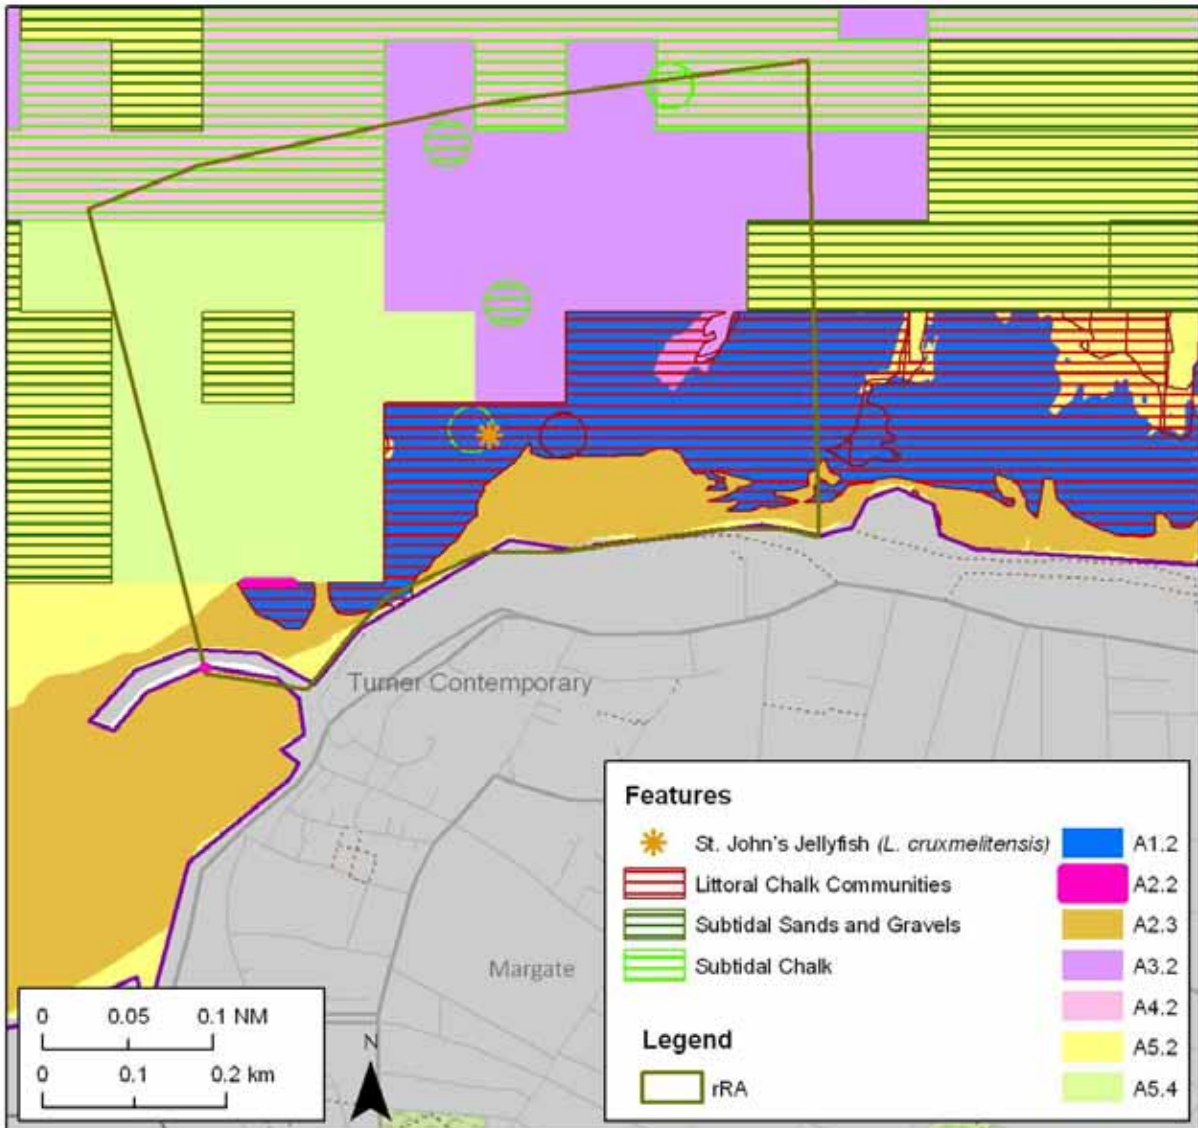 Turner Contemporary
Margate
Features
St. John's Jellyfish (L. cruxmelitensis)
Littoral Chalk Communities
Subtidal Sands and Gravels
Subtidal Chalk
Legend
rRA
A1.2
A2.2
A2.3
A3.2
A4.2
A5.2
A5.4
0 0.05 0.1 NM
0 0.1 0.2 km
N